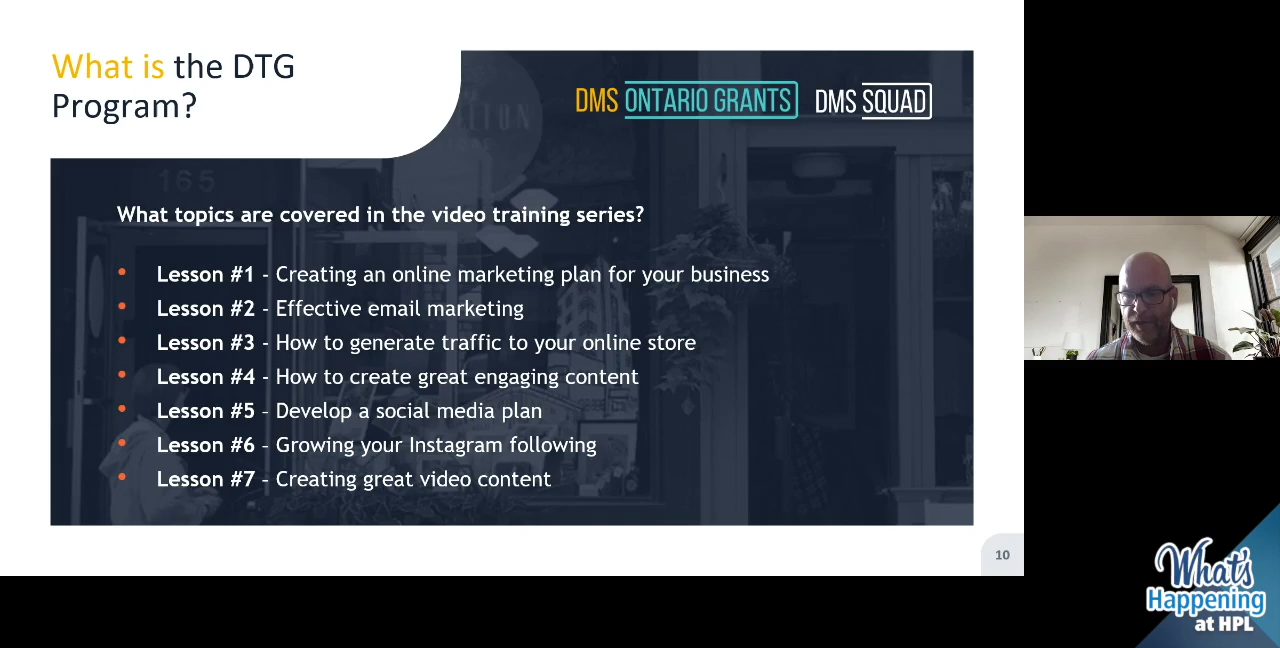 What is the DTG
Program?
DMS ONTARIO GRANTS DMS SQUAD
165
What topics are covered in the video training series?
• Lesson #1 - Creating an online marketing plan for your business
• Lesson #2 - Effective email marketing
• Lesson #3 - How to generate traffic to your online store
• Lesson #4 - How to create great engaging content
• Lesson #5 - Develop a social media plan
• Lesson #6 - Growing your Instagram following
• Lesson #7 - Creating great video content
10
What's
Happening
at HPL